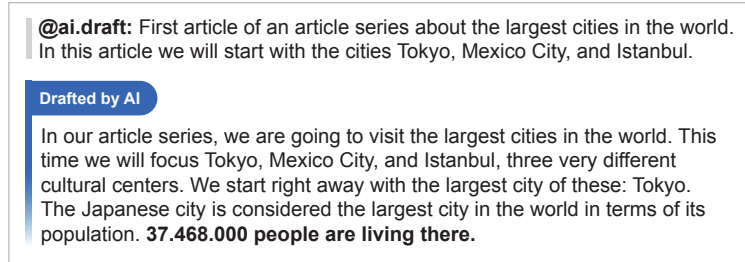 @ai.draft: First article of an article series about the largest cities in the world.
In this article we will start with the cities Tokyo, Mexico City, and Istanbul.
Drafted by AI
In our article series, we are going to visit the largest cities in the world. This
time we will focus Tokyo, Mexico City, and Istanbul, three very different
cultural centers. We start right away with the largest city of these: Tokyo.
The Japanese city is considered the largest city in the world in terms of its
population. 37.468.000 people are living there.